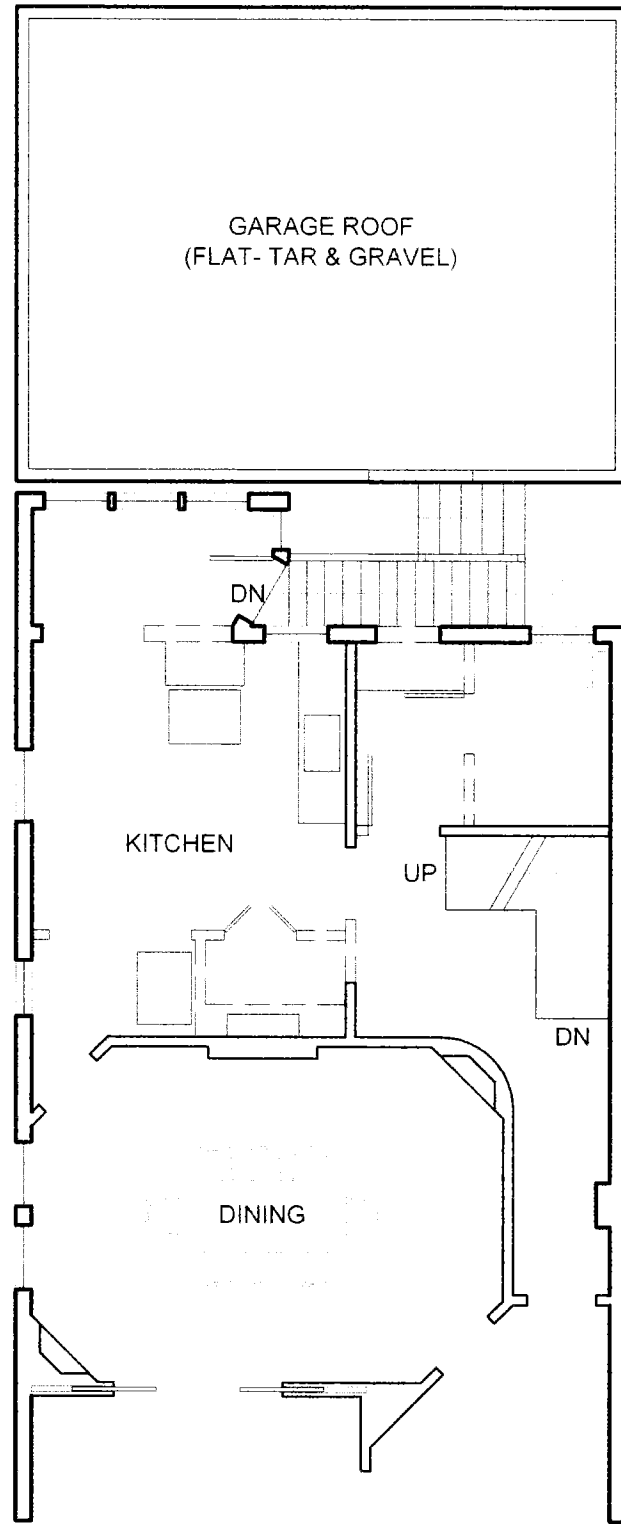 GARAGE ROOF
(FLAT- TAR & GRAVEL)
DN
KITCHEN
UP
DN
DINING